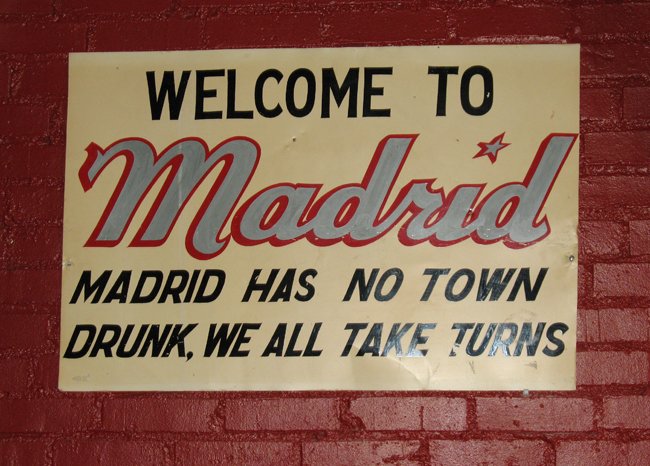 WELCOME TO
Madrid
MADRID HAS NO TOWN
DRUNK, WE ALL TAKE TURNS